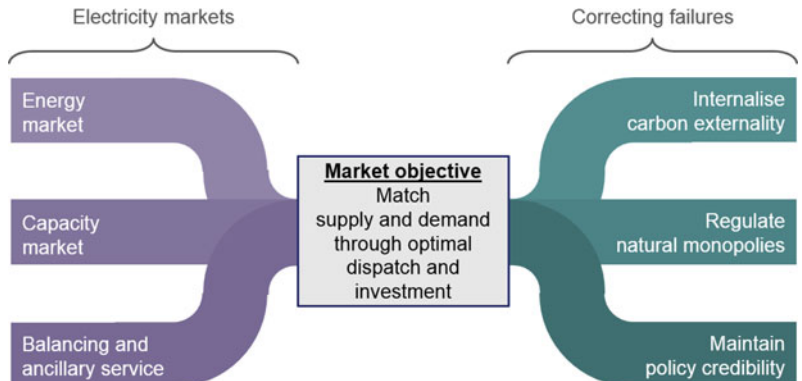 Electricity markets
Correcting failures
Energy
market
Capacity
market
Balancing and
ancillary service
Market objective
Match
supply and demand
through optimal
dispatch and
investment
Internalise
carbon externality
Regulate
natural monopolies
Maintain
policy credibility